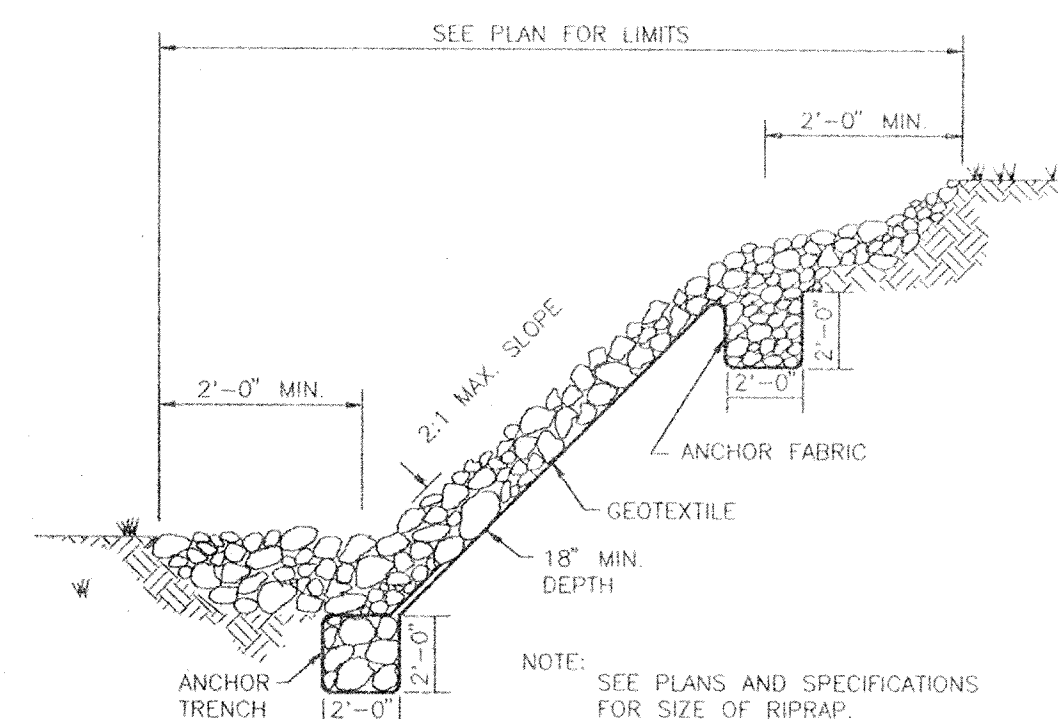 SEE PLAN FOR LIMITS
2'-0" MIN.
2:1 MAX. SLOPE
2'-0"
2'-0"
2'-0" MIN.
ANCHOR FABRIC
GEOTEXTILE
18" MIN.
DEPTH
2'-0"
ANCHOR
TRENCH
2'-0"
NOTE:
SEE PLANS AND SPECIFICATIONS
FOR SIZE OF RIPRAP.